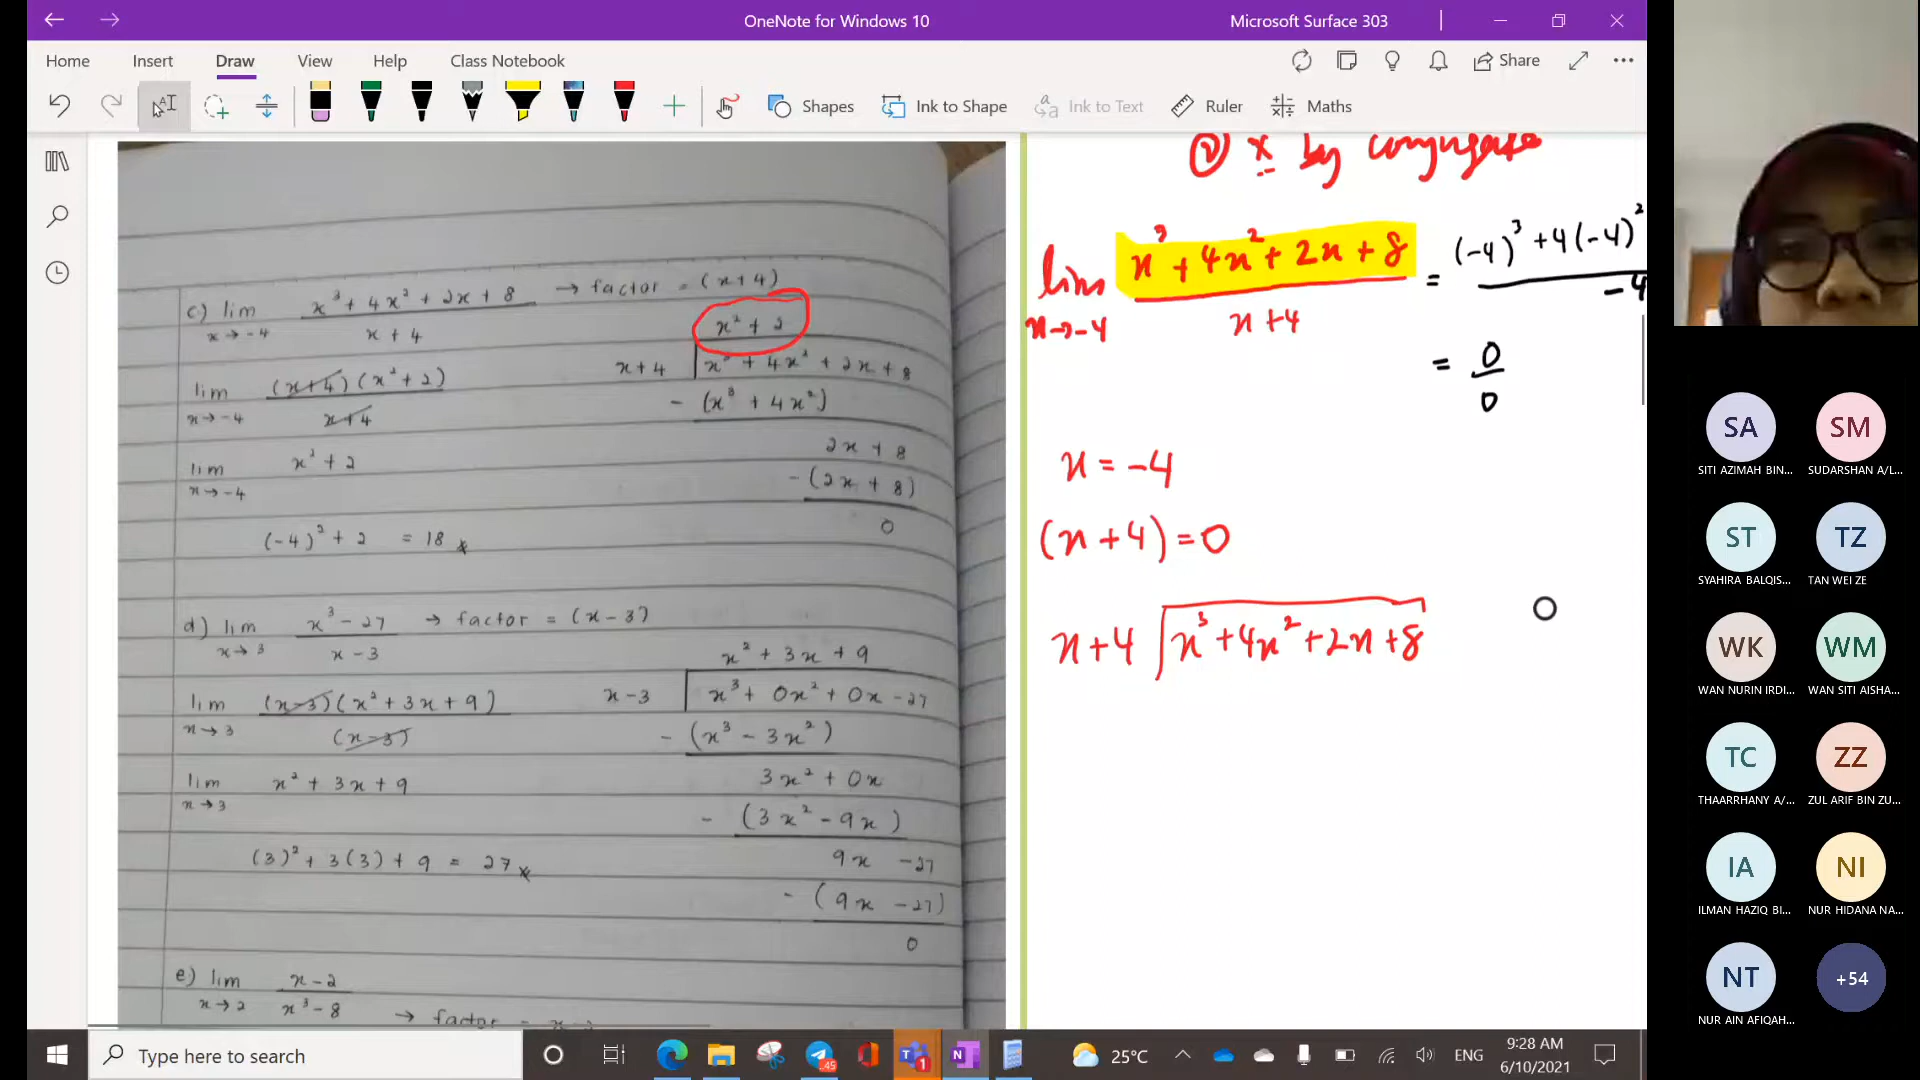 OneNote for Windows 10
Microsoft Surface 303
Home Insert Draw View Help Class Notebook
Share
Shapes Ink to Shape Ink to Text Ruler Maths
② x by conjugate
lim x→-4 x³ + 4x² + 2x + 8 / x + 4 = (-4)³ + 4(-4)² / -4
= 0/0
x = -4
(x + 4) = 0
x + 4 x³ + 4x² + 2x + 8
c) lim x→-4 x³ + 4x² + 2x + 8 / x + 4 → factor = (x + 4)
x² + 2
x + 4 x³ + 4x² + 2x + 8
- (x³ + 4x²)
2x + 8
- (2x + 8)
0
lim x→-4 (x+4)(x² + 2) / x + 4
lim x→-4 x² + 2
(-4)² + 2 = 18
d) lim x→3 x³ - 27 / x - 3 → factor = (x - 3)
x² + 3x + 9
x - 3 x³ + 0x² + 0x - 27
- (x³ - 3x²)
3x² + 0x
- (3x² - 9x)
9x - 27
- (9x - 27)
0
lim x→3 (x-3)(x² + 3x + 9) / (x-3)
lim x→3 x² + 3x + 9
(3)² + 3(3) + 9 = 27
e) lim x→2 x - 2 / x³ - 8 → factor =
SA SM
SITI AZIMAH BIN... SUDARSHAN A/L...
ST TZ
SYAHIRA BALQIS... TAN WEI ZE
WK WM
WAN NURIN IRDI... WAN SITI AISHA...
TC ZZ
THAARRHANY A/... ZUL ARIF BIN ZU...
IA NI
ILMAN HAZIQ BI... NUR HIDANA NA...
NT +54
NUR AIN AFIQAH...
Type here to search
45
1
25°C
ENG
9:28 AM
6/10/2021